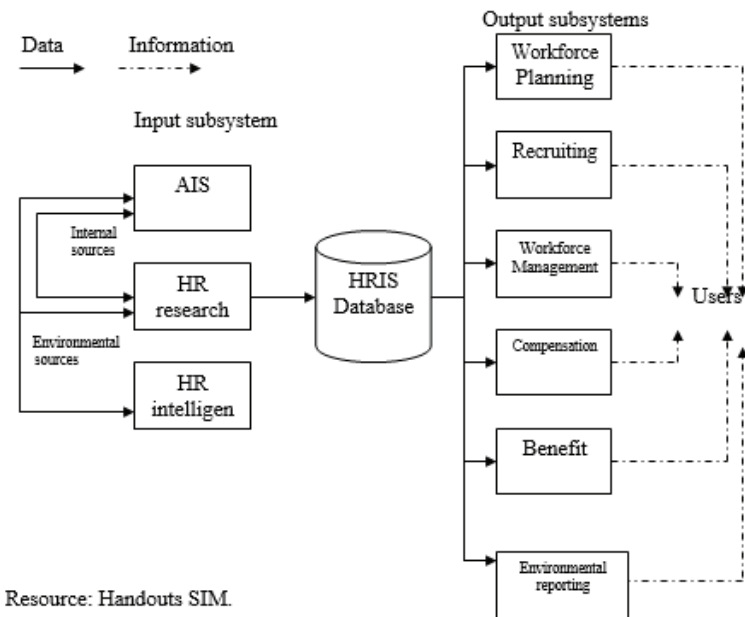 Output subsystems
Data
Information
Input subsystem
AIS
Internal
sources
HR
research
Environmental
sources
HR
intelligen
HRIS
Database
Workforce
Planning
Recruiting
Workforce
Management
Compensation
Benefit
Environmental
reporting
Users
Resource: Handouts SIM.